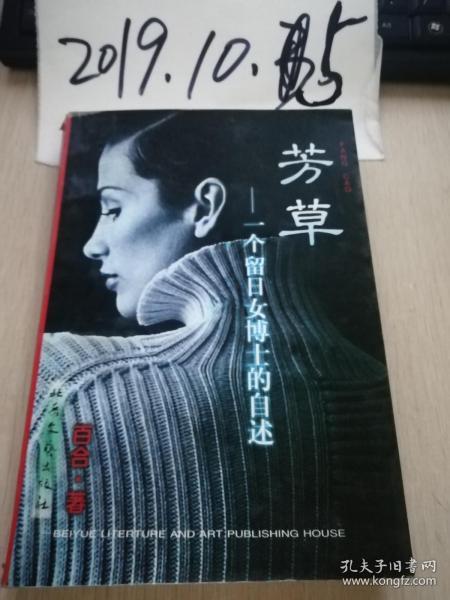 2019.10.
芳草
FANG CAO
——一个留日女博士的自述
百合·著
北岳文艺出版社
BEIYUE LITERTURE AND ART PUBLISHING HOUSE
孔夫子旧书网
www.kongfz.com